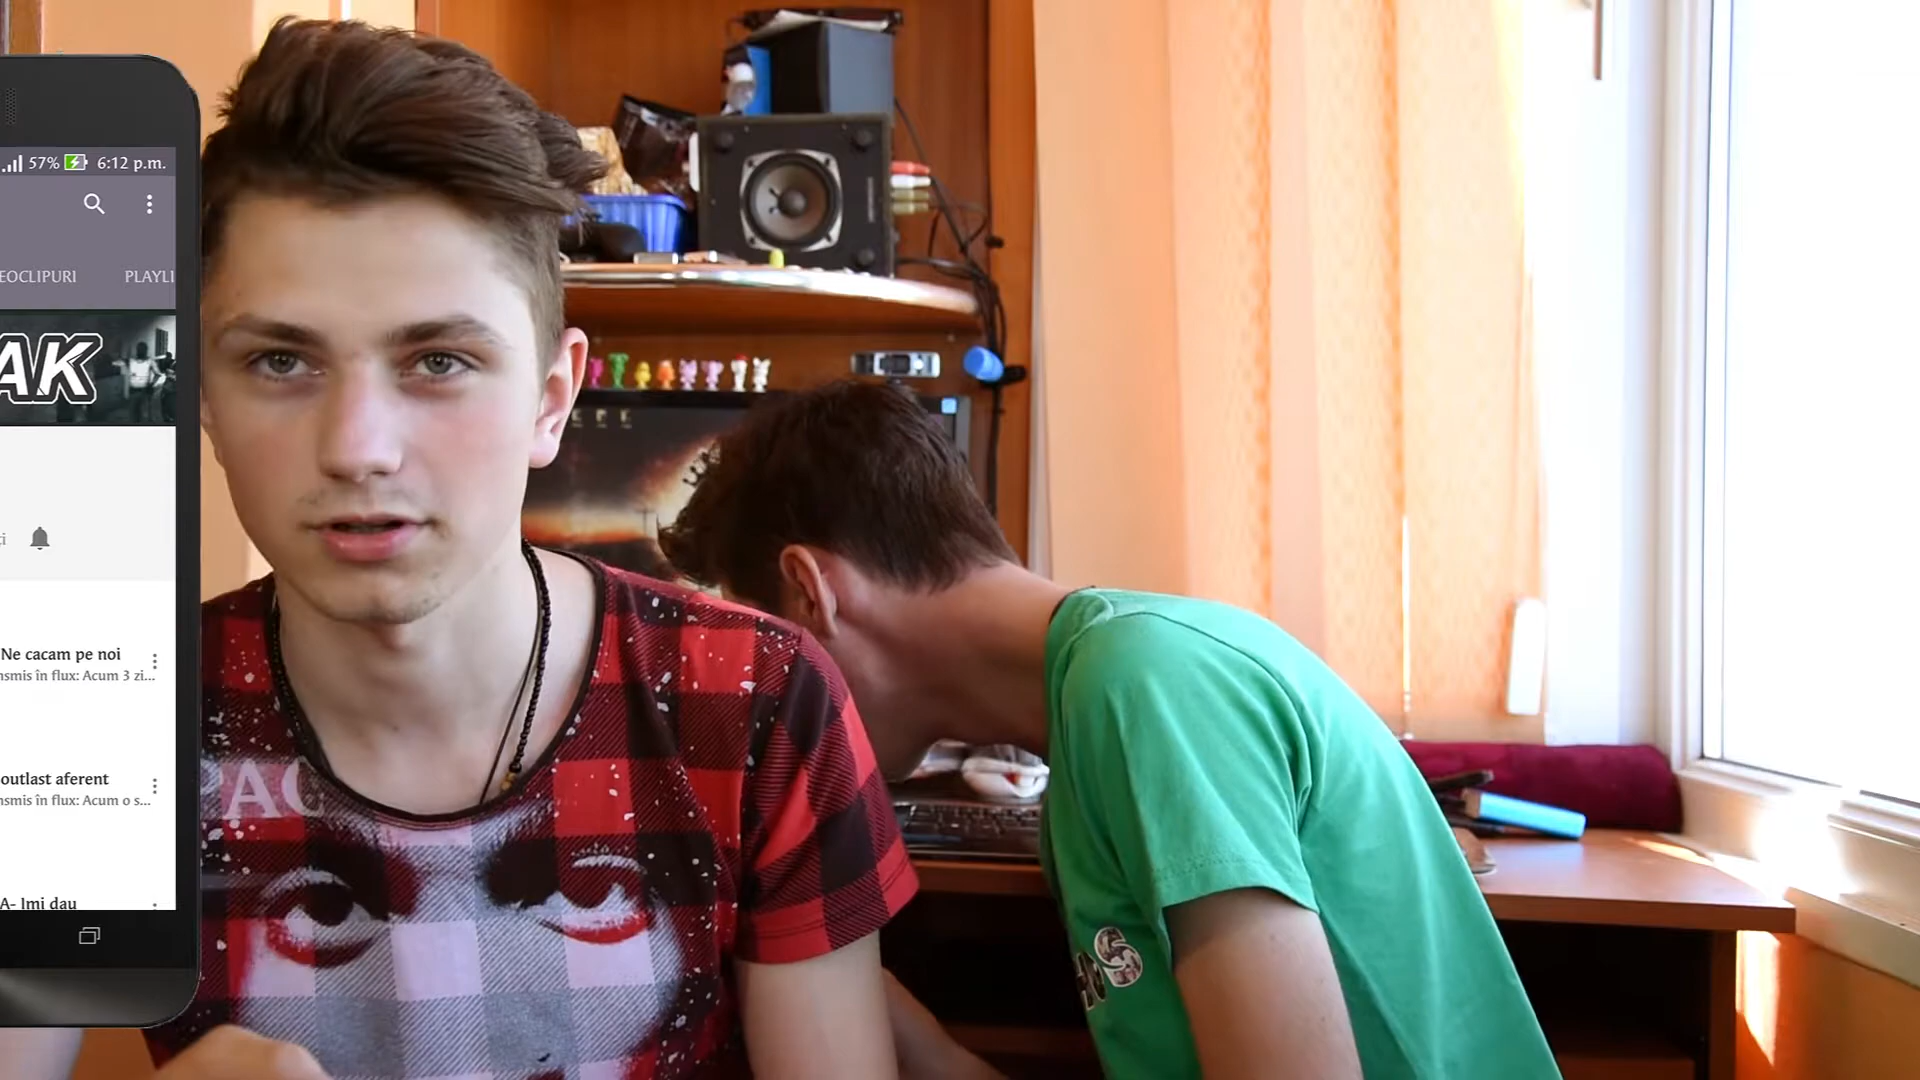 57% 6:12 p.m.
EOCLIPURI PLAYLI
AK
Ne cacam pe noi
nsmis în flux: Acum 3 zi...
outlast aferent
nsmis în flux: Acum o s...
A- Imi dau
PAC